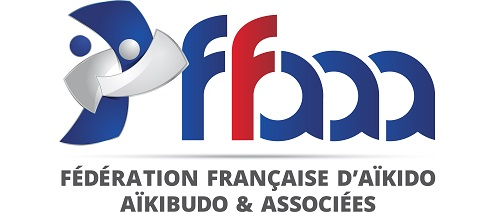 ffaaa
FÉDÉRATION FRANÇAISE D'AÏKIDO
AÏKIBUDO & ASSOCIÉES